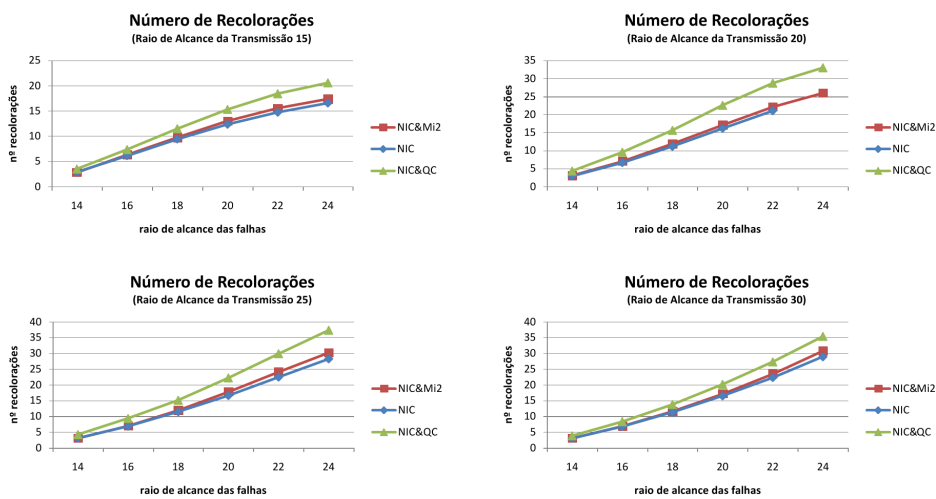 Número de Recolorações
(Raio de Alcance da Transmissão 15)
nº recolorações
25
20
15
10
5
0
14 16 18 20 22 24
raio de alcance das falhas
NIC&Mi2
NIC
NIC&QC
Número de Recolorações
(Raio de Alcance da Transmissão 20)
nº recolorações
35
30
25
20
15
10
5
0
14 16 18 20 22 24
raio de alcance das falhas
NIC&Mi2
NIC
NIC&QC
Número de Recolorações
(Raio de Alcance da Transmissão 25)
nº recolorações
40
35
30
25
20
15
10
5
0
14 16 18 20 22 24
raio de alcance das falhas
NIC&Mi2
NIC
NIC&QC
Número de Recolorações
(Raio de Alcance da Transmissão 30)
nº recolorações
40
35
30
25
20
15
10
5
0
14 16 18 20 22 24
raio de alcance das falhas
NIC&Mi2
NIC
NIC&QC